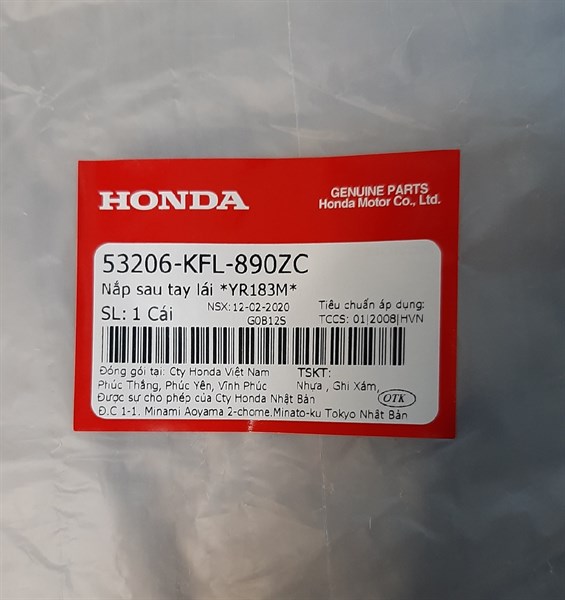 HONDA
GENUINE PARTS
Honda Motor Co., Ltd.
53206-KFL-890ZC
Nắp sau tay lái *YR183M*
SL: 1 Cái
NSX: 12-02-2020
G0B12S
Tiêu chuẩn áp dụng:
TCCS: 01|2008|HVN
Đóng gói tại: Cty Honda Việt Nam
Phúc Thắng, Phúc Yên, Vĩnh Phúc
TSKT:
Nhựa , Ghi Xám,
Được sự cho phép của Cty Honda Nhật Bản
Đ.C 1-1. Minami Aoyama 2-chome.Minato-ku Tokyo Nhật Bản
OTK